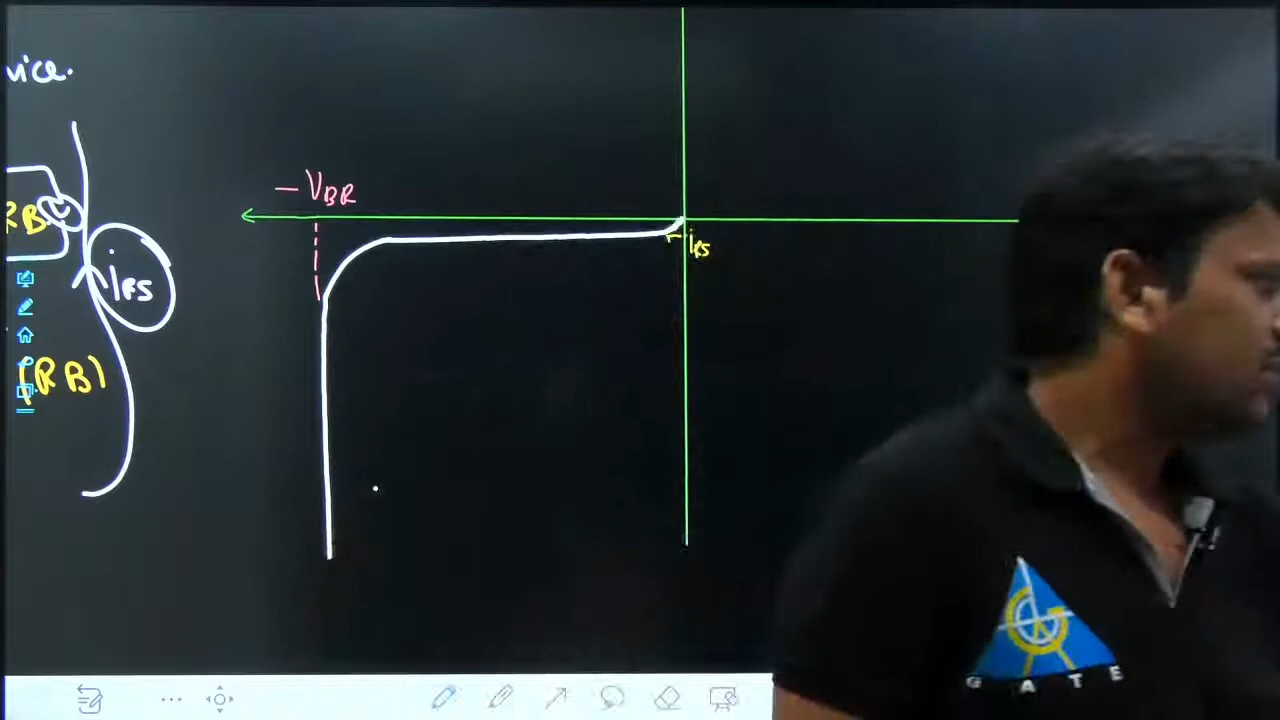 vice.
RB
iRS
(RB)
– VBR
iRS
GATE